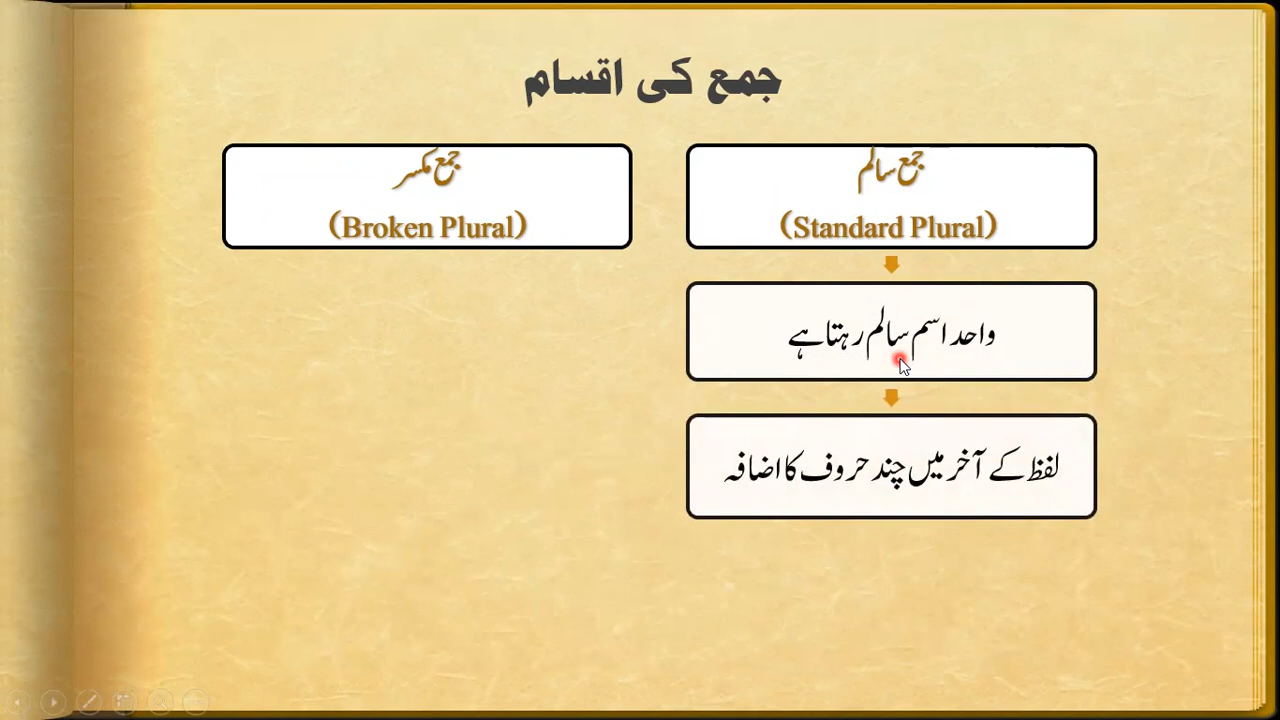 جمع کی اقسام
جمع سالم
(Standard Plural)
واحد اسم سالم رہتا ہے
لفظ کے آخر میں چند حروف کا اضافہ
جمع مکسر
(Broken Plural)